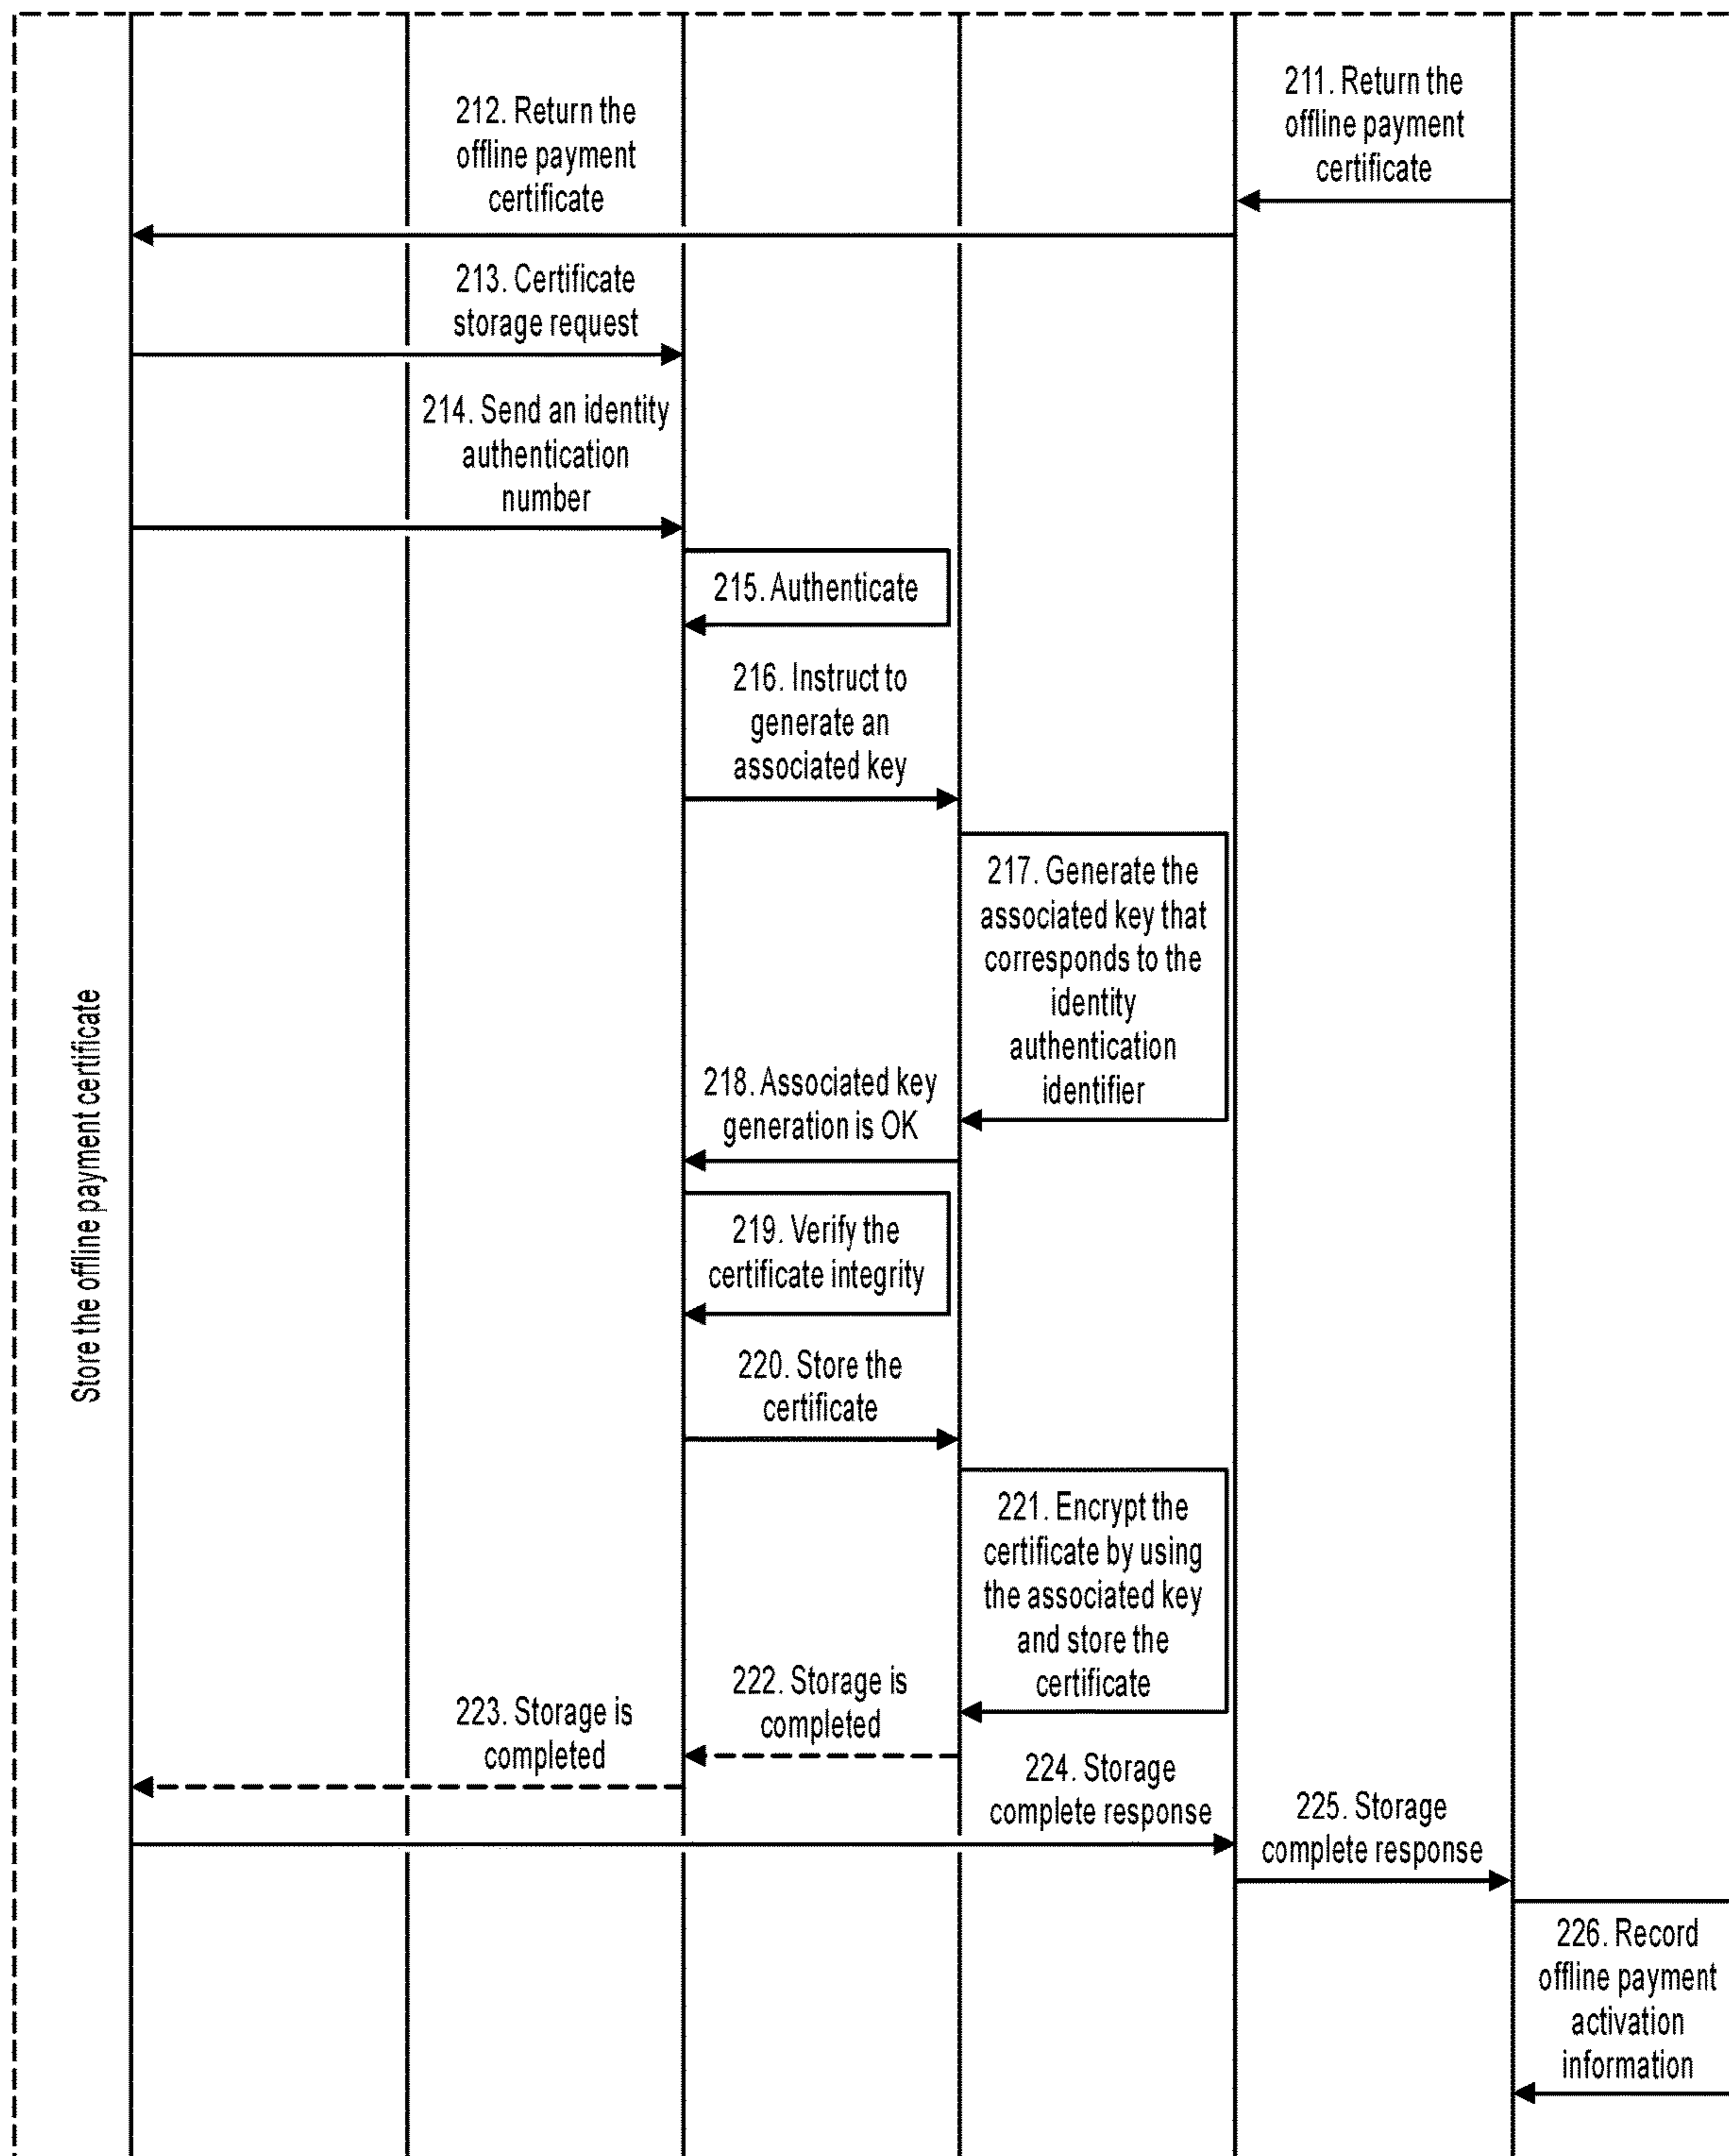 211. Return the
offline payment
certificate
212. Return the
offline payment
certificate
213. Certificate
storage request
214. Send an identity
authentication
number
215. Authenticate
216. Instruct to
generate an
associated key
217. Generate the
associated key that
corresponds to the
identity
authentication
identifier
218. Associated key
generation is OK
219. Verify the
certificate integrity
220. Store the
certificate
221. Encrypt the
certificate by using
the associated key
and store the
certificate
222. Storage is
completed
223. Storage is
completed
224. Storage
complete response
225. Storage
complete response
226. Record
offline payment
activation
information
Store the offline payment certificate